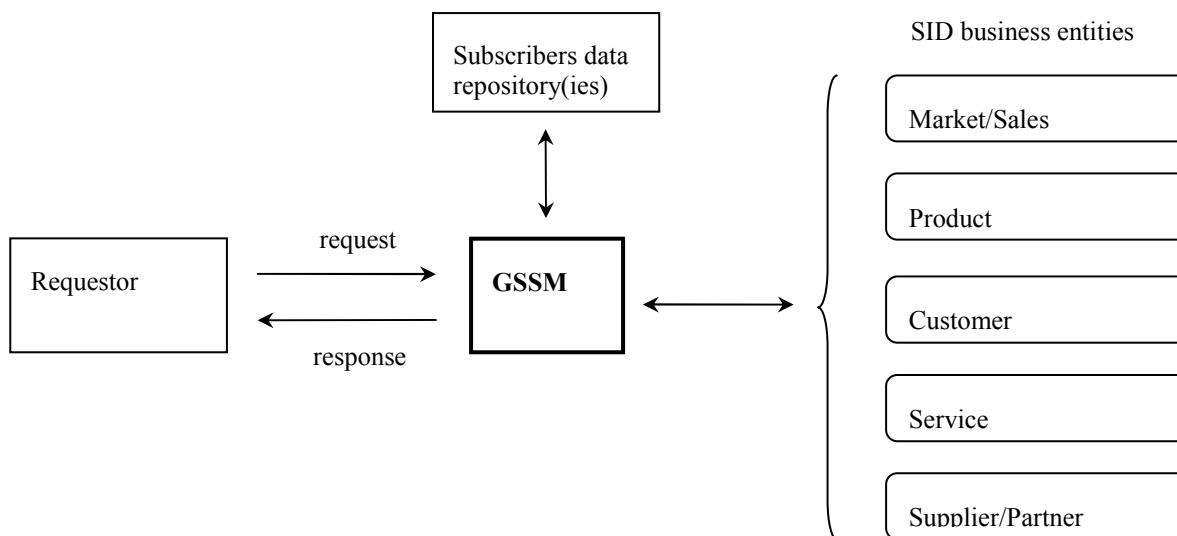 SID business entities
Subscribers data
repository(ies)
Market/Sales
Product
request
Requestor
GSSM
Customer
response
Service
Supplier/Partner